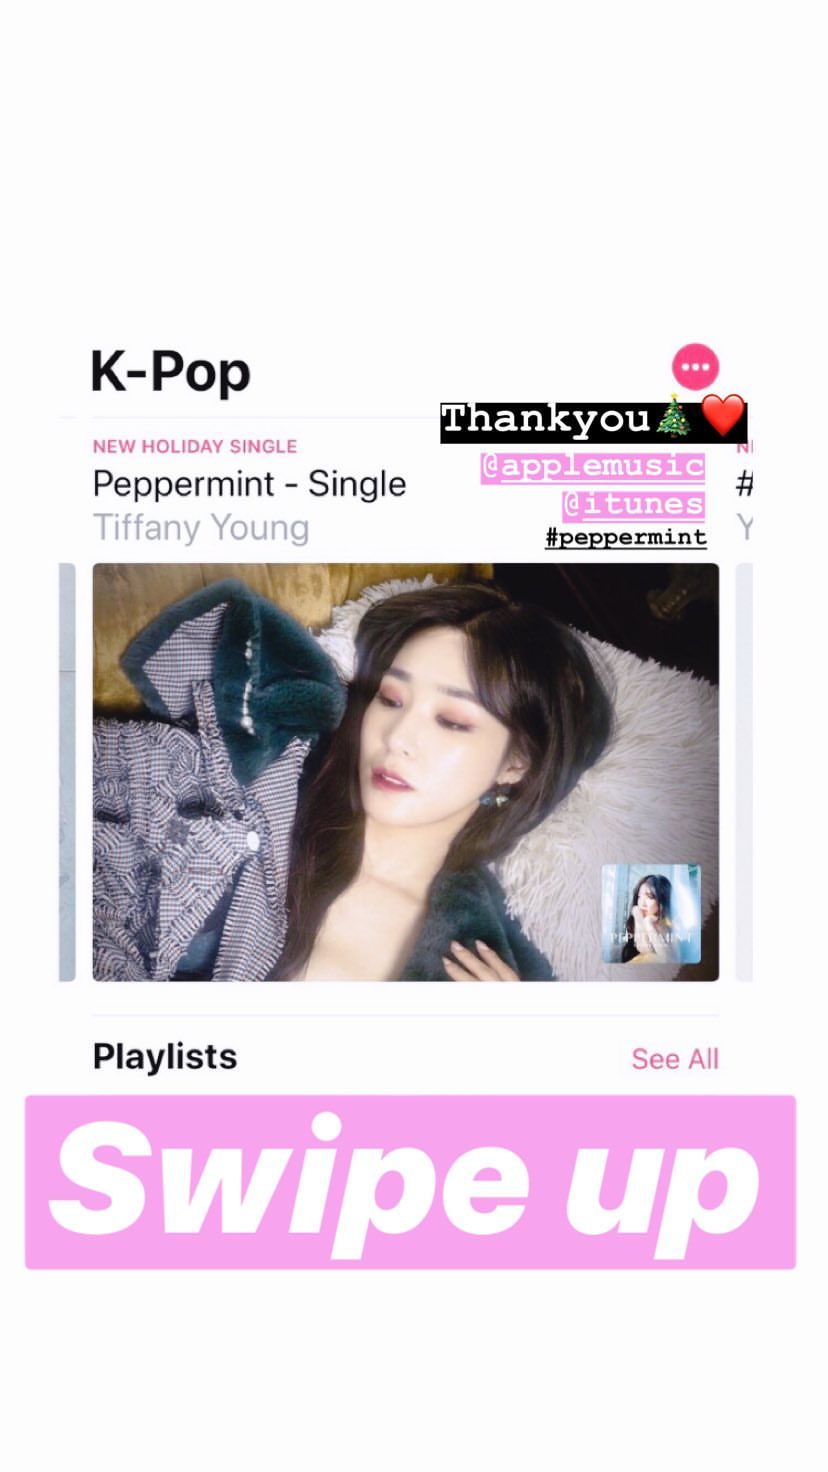 K-Pop
Thankyou🎄❤️
NEW HOLIDAY SINGLE
Peppermint - Single
Tiffany Young
@applemusic
@itunes
#peppermint
#
Y
PEPPERMINT
Playlists
See All
Swipe up